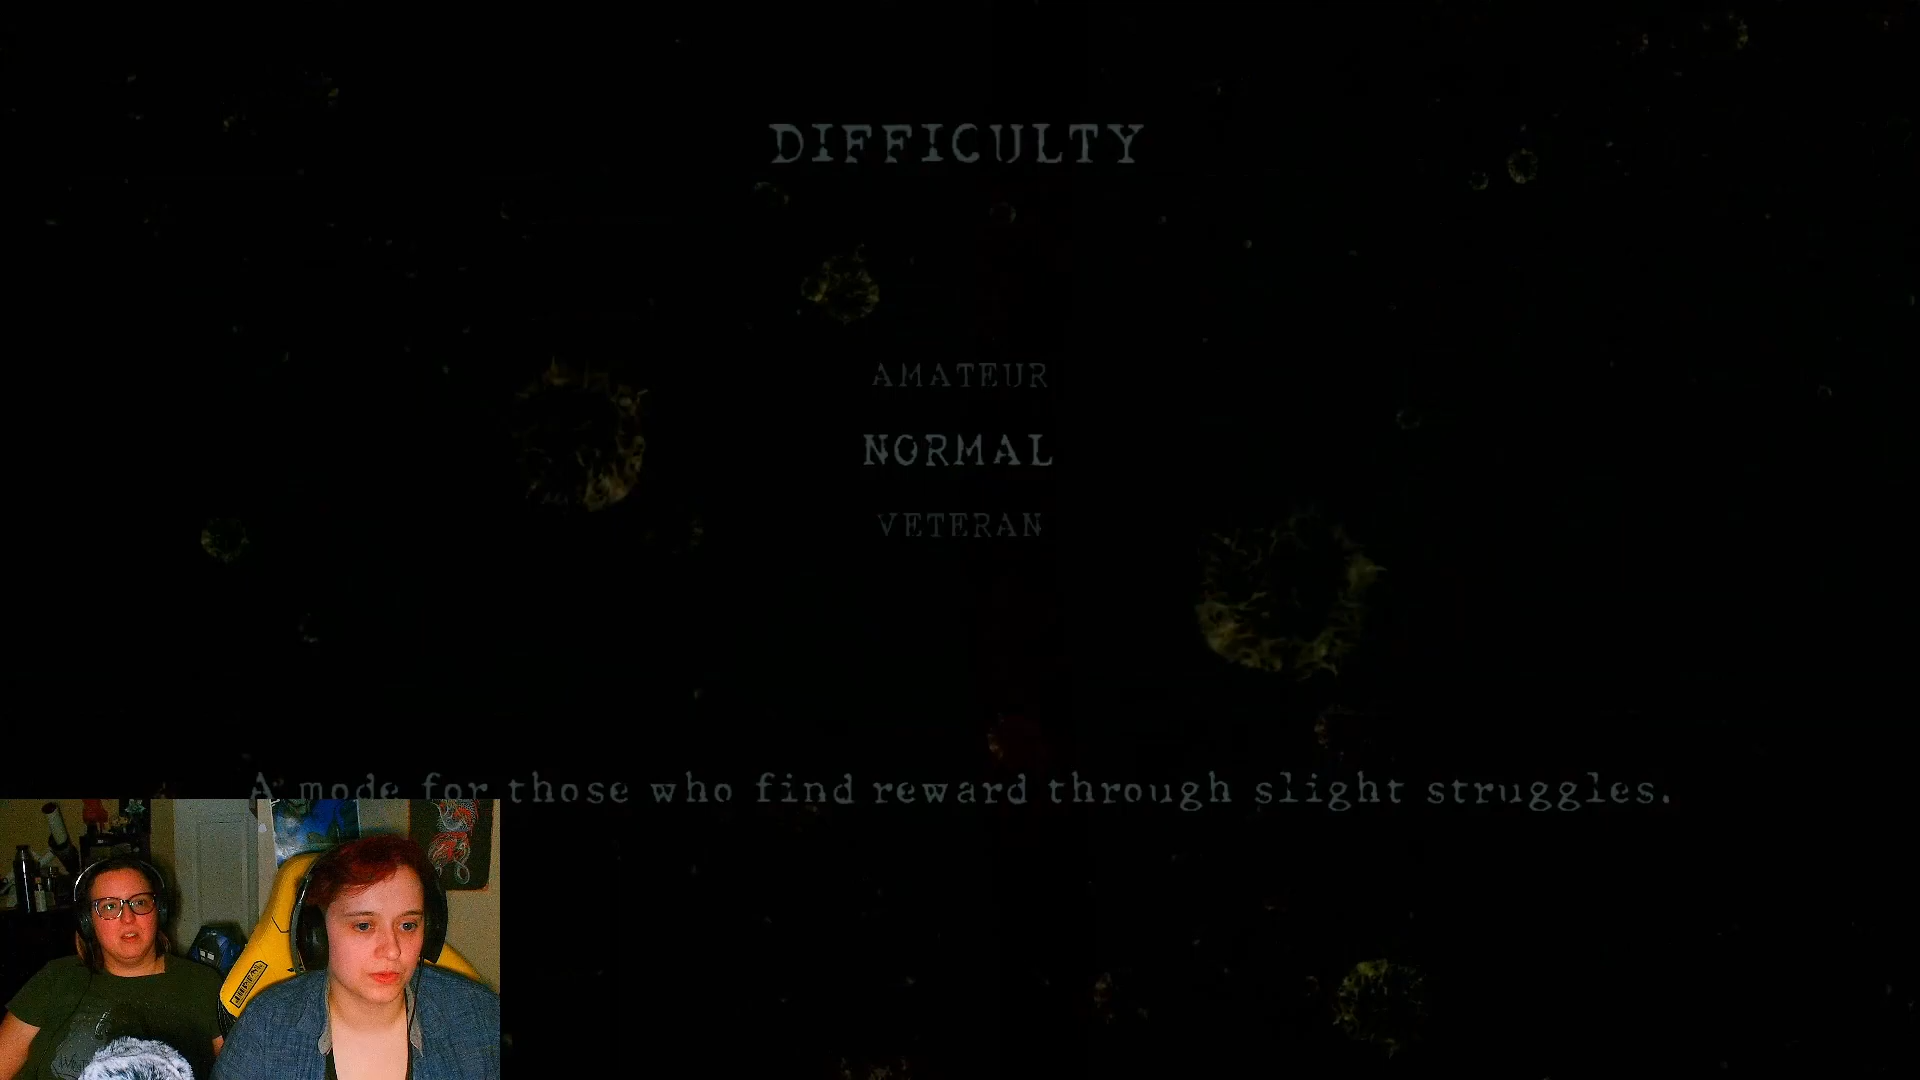 DIFFICULTY
AMATEUR
NORMAL
VETERAN
A mode for those who find reward through slight struggles.